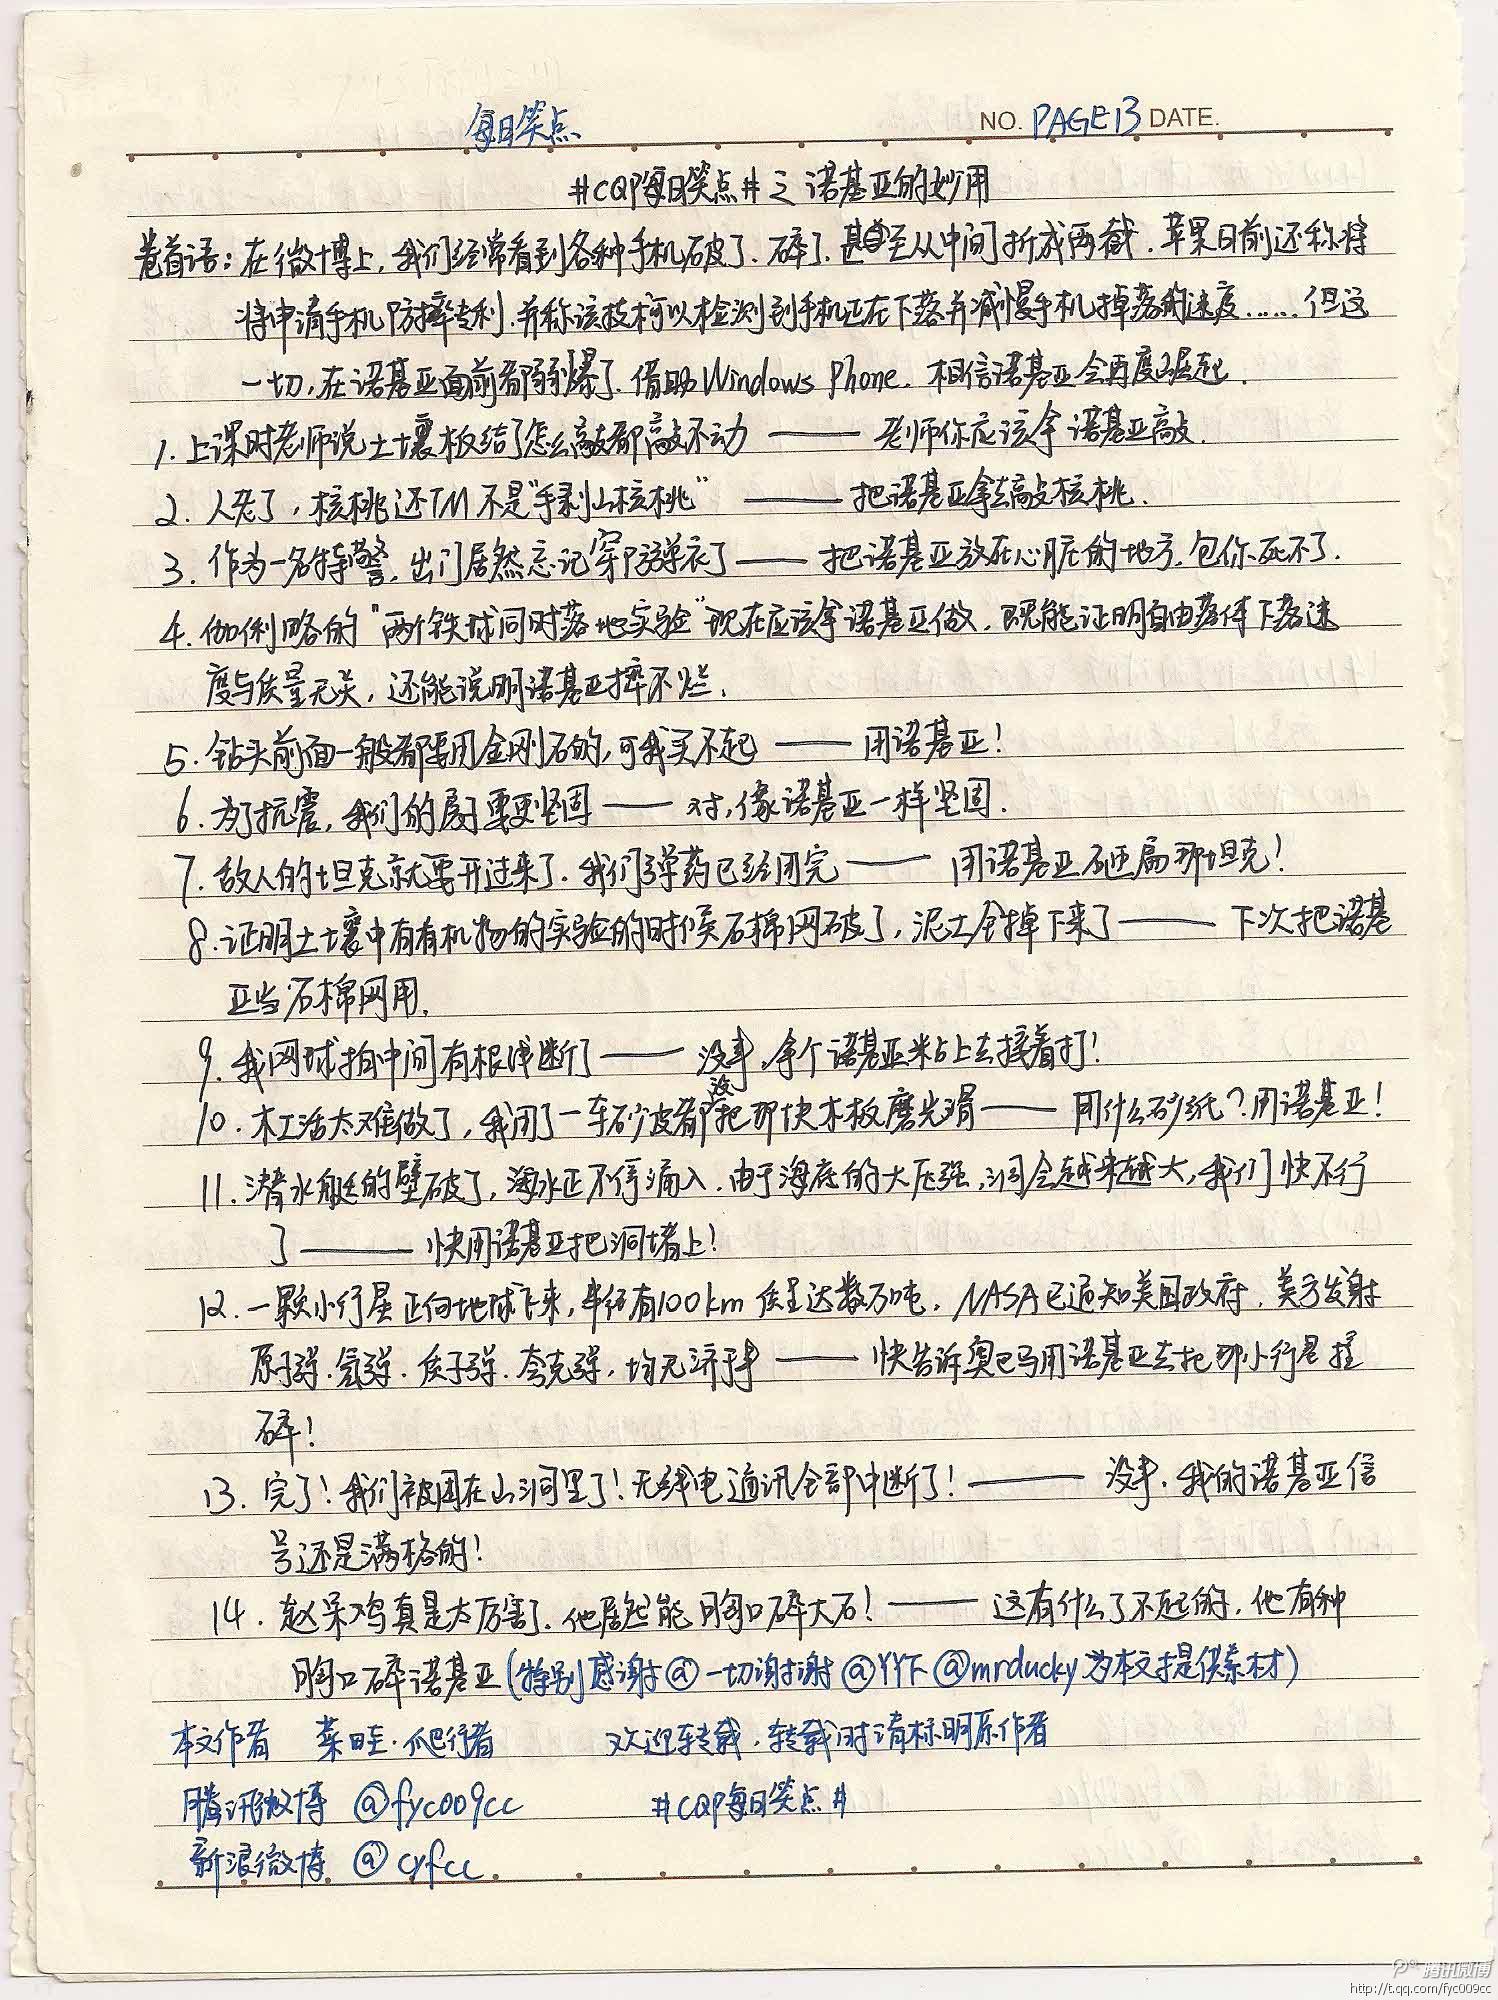 每日笑点
NO. PAGE13 DATE.
#CQP每日笑点#之诺基亚的妙用
卷首语：在微博上，我们经常看到各种手机破了、碎了、甚至从中间折成两截。苹果日前还称将
将申请手机防摔专利，并称该技术可以检测到手机正在下落并减慢手机掉落的速度……但这
一切，在诺基亚面前都弱爆了。借助Windows Phone，相信诺基亚会再度崛起。
1. 上课时老师说土壤板结了怎么敲都敲不动——老师你应该拿诺基亚敲。
2. 人老了，核桃还TM不是"手剥山核桃" ——把诺基亚拿去敲核桃。
3. 作为一名特警，出门居然忘记穿防弹衣了——把诺基亚放在心脏的地方，包你死不了。
4. 伽利略的"两个铁球同时落地实验"现在应该拿诺基亚做，既能证明自由落体下落速
度与质量无关，还能说明诺基亚摔不烂。
5. 钻头前面一般都要用金刚石的，可我买不起——用诺基亚！
6. 为了抗震，我们的房子要更坚固——对，像诺基亚一样坚固。
7. 敌人的坦克就要开过来了，我们弹药已经用完——用诺基亚砸扁那坦克！
8. 证明土壤中有有机物的实验的时候石棉网破了，泥土全掉下来了——下次把诺基
亚当石棉网用。
9. 我网球拍中间有根线断了——没事，拿个诺基亚粘上去接着打！
10. 木工活太难做了，我用了一车砂皮都没把那块木板磨光滑——用什么砂纸？用诺基亚！
11. 潜水艇的壁破了，海水正不停涌入。由于海底的大压强，洞会越来越大，我们快不行
了——快用诺基亚把洞堵上！
12. 一颗小行星正向地球飞来，半径有100km 质量达数万吨，NASA已通知美国政府，美方发射
原子弹、氢弹、质子弹、夸克弹，均无济于事——快告诉奥巴马用诺基亚去把那小行星撞
碎！
13. 完了！我们被困在山洞里了！无线电通讯全部中断了！——没事，我的诺基亚信
号还是满格的！
14. 赵呆鸡真是太厉害了，他居然能胸口碎大石！——这有什么了不起的，他有种
胸口碎诺基亚(特别感谢@一切谢谢 @YY下 @mrducky为本文提供素材)
本文作者 菜畦·爬行者 欢迎转载，转载时请标明原作者
腾讯微博 @fyc009cc #CQP每日笑点#
新浪微博 @cyfcc
腾讯微博
http://t.qq.com/fyc009cc